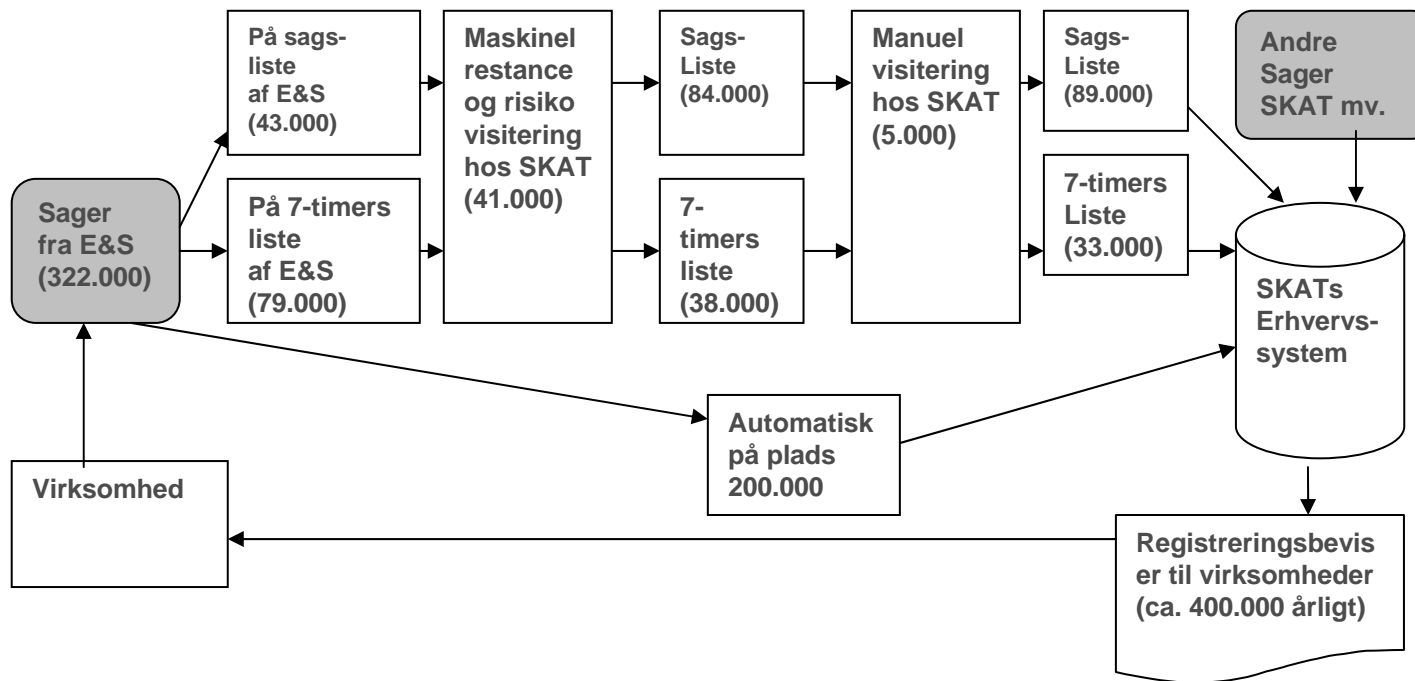 På sags-
liste
af E&S
(43.000)
Maskinel
restance
og risiko
visitering
hos SKAT
(41.000)
Sags-
Liste
(84.000)
Manuel
visitering
hos SKAT
(5.000)
Sags-
Liste
(89.000)
Andre
Sager
SKAT mv.
Sager
fra E&S
(322.000)
På 7-timers
liste
af E&S
(79.000)
7-
timers
liste
(38.000)
7-timers
Liste
(33.000)
SKATs
Erhvervs-
system
Automatisk
på plads
200.000
Virksomhed
Registreringsbevis
er til virksomheder
(ca. 400.000 årligt)